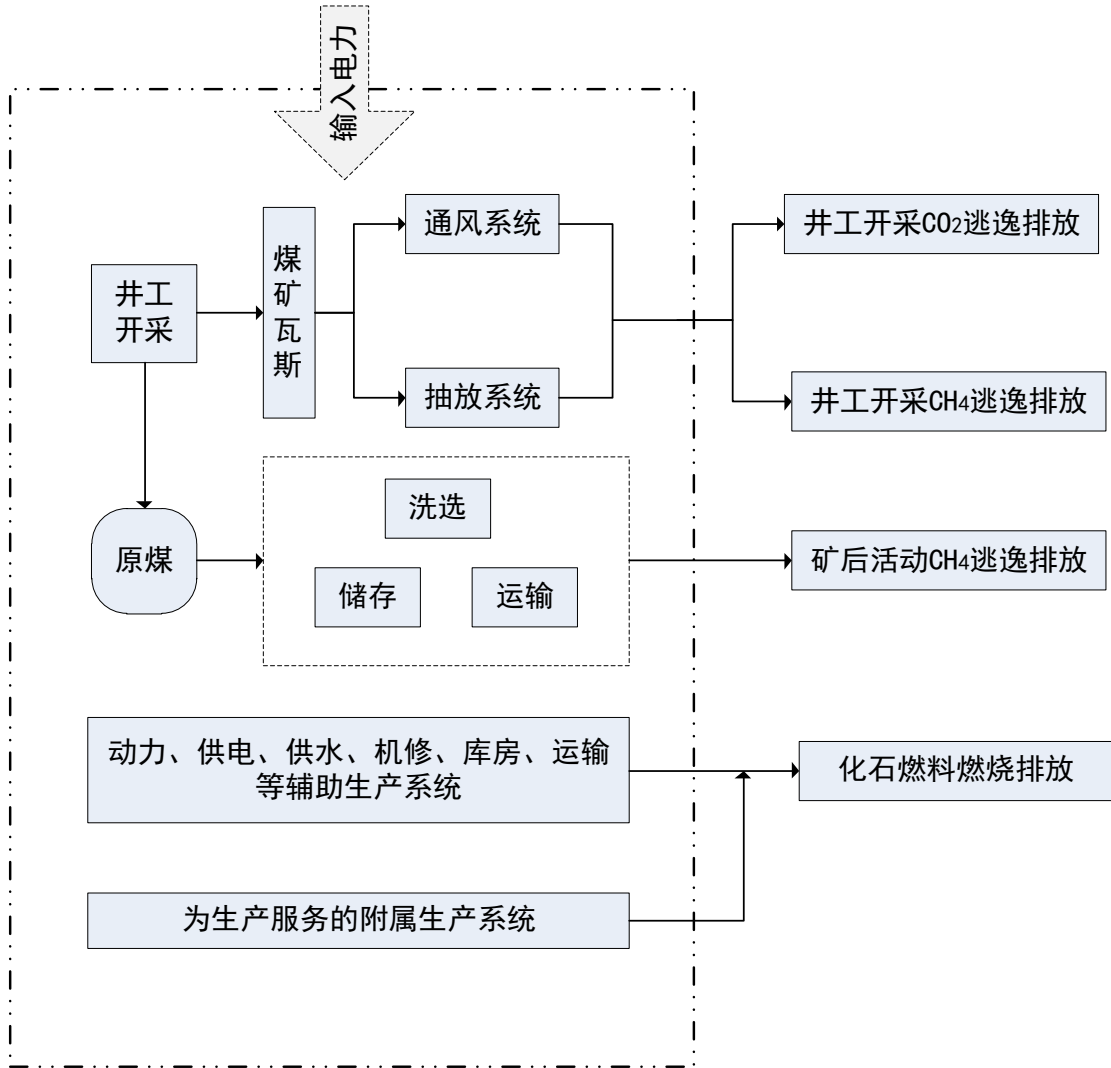 输入电力
通风系统
井工开采CO₂逃逸排放
煤
矿
瓦
斯
井工
开采
抽放系统
井工开采CH₄逃逸排放
洗选
原煤
矿后活动CH₄逃逸排放
储存
运输
动力、供电、供水、机修、库房、运输
等辅助生产系统
化石燃料燃烧排放
为生产服务的附属生产系统